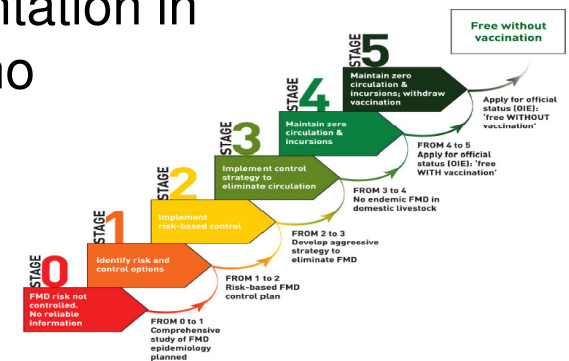 ntation in
no
Free without
vaccination
STAGE 5
Maintain zero
circulation &
incursions; withdraw
vaccination
Apply for official
status (OIE):
'free WITHOUT
vaccination'
STAGE 4
Maintain zero
circulation &
incursions
FROM 4 to 5
Apply for official
status (OIE): 'free
WITH vaccination'
STAGE 3
Implement control
strategy to
eliminate circulation
FROM 3 to 4
No endemic FMD in
domestic livestock
STAGE 2
Implement
risk-based control
FROM 2 to 3
Develop aggressive
strategy to
eliminate FMD
STAGE 1
Identify risk and
control options
FROM 1 to 2
Risk-based FMD
control plan
STAGE 0
FMD risk not
controlled.
No reliable
information
FROM 0 to 1
Comprehensive
study of FMD
epidemiology
planned